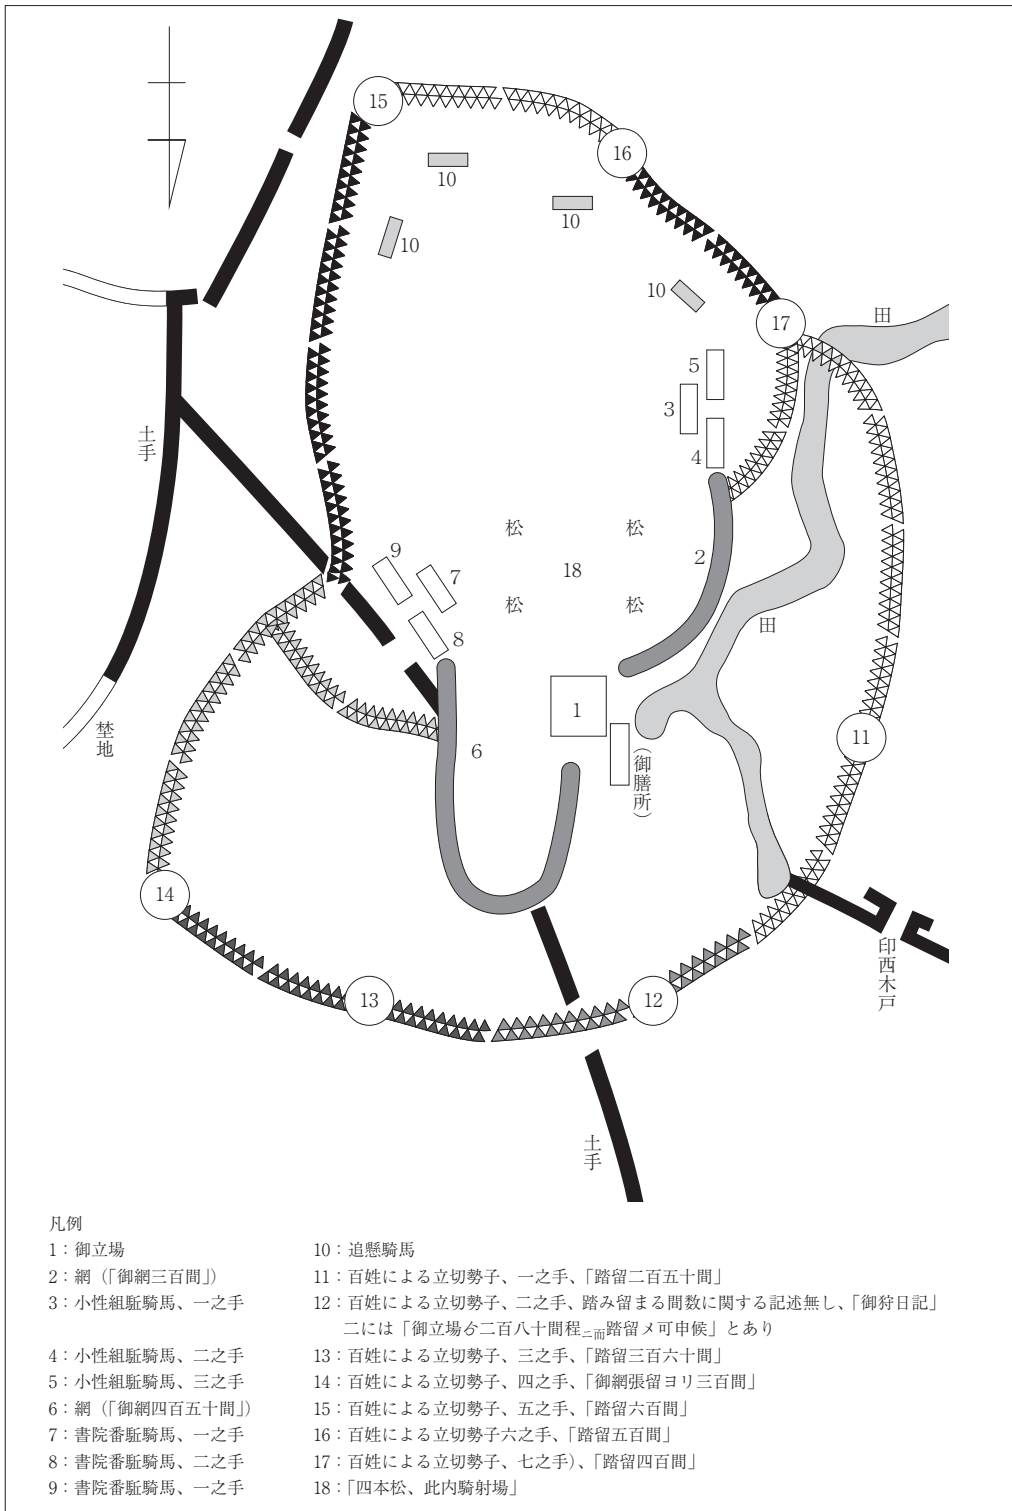 15
16
10
10
10
10
17
田
5
3
4
土手
松 松
2
9
7
18
松 松
8
田
1
埜地
6
11
(御膳所)
14
印西木戸
13
12
土手
凡例
1：御立場
2：網（「御網三百間」）
3：小性組駈騎馬、一之手
4：小性組駈騎馬、二之手
5：小性組駈騎馬、三之手
6：網（「御網四百五十間」）
7：書院番駈騎馬、一之手
8：書院番駈騎馬、二之手
9：書院番駈騎馬、一之手
10：追懸騎馬
11：百姓による立切勢子、一之手、「踏留二百五十間」
12：百姓による立切勢子、二之手、踏み留まる間数に関する記述無し、「御狩日記」
二には「御立場ゟ二百八十間程ニ而踏留メ可申候」とあり
13：百姓による立切勢子、三之手、「踏留三百六十間」
14：百姓による立切勢子、四之手、「御網張留ヨリ三百間」
15：百姓による立切勢子、五之手、「踏留六百間」
16：百姓による立切勢子六之手、「踏留五百間」
17：百姓による立切勢子、七之手）、「踏留四百間」
18：「四本松、此内騎射場」